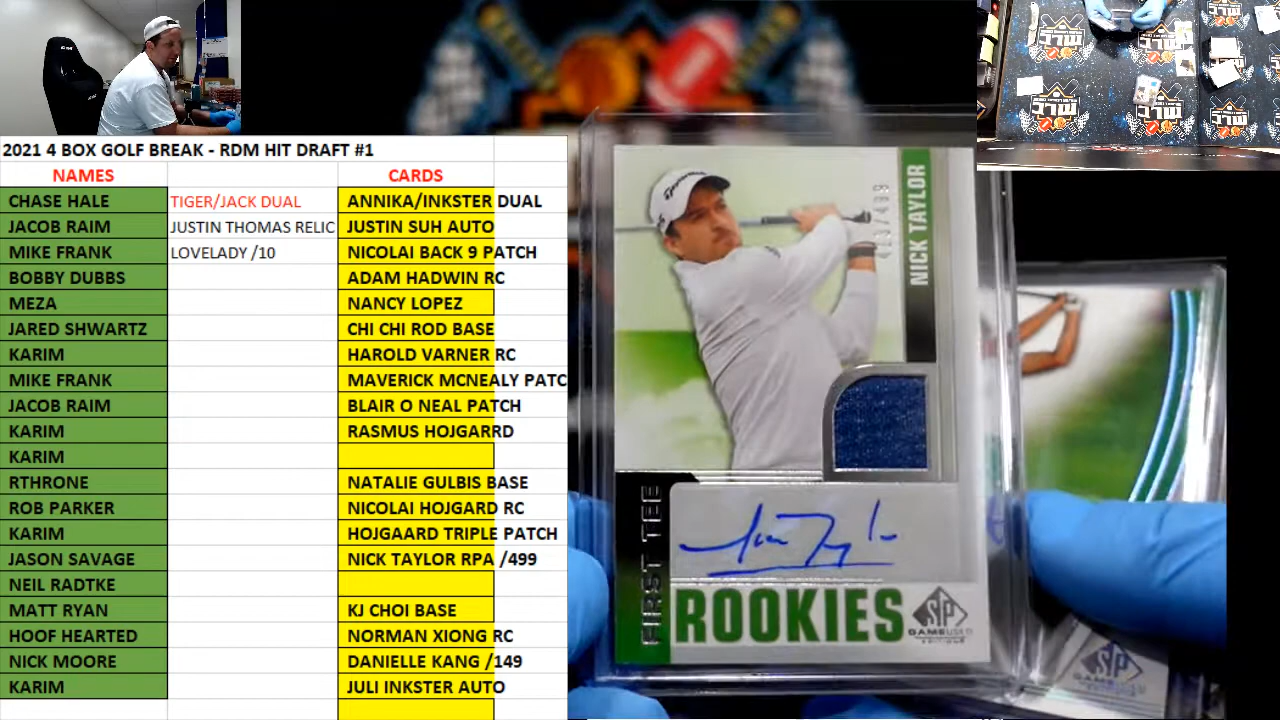 2021 4 BOX GOLF BREAK - RDM HIT DRAFT #1
NAMES CARDS
CHASE HALE TIGER/JACK DUAL ANNIKA/INKSTER DUAL
JACOB RAIM JUSTIN THOMAS RELIC JUSTIN SUH AUTO
MIKE FRANK LOVELADY /10 NICOLAI BACK 9 PATCH
BOBBY DUBBS ADAM HADWIN RC
MEZA NANCY LOPEZ
JARED SHWARTZ CHI CHI ROD BASE
KARIM HAROLD VARNER RC
MIKE FRANK MAVERICK MCNEALY PATC
JACOB RAIM BLAIR O NEAL PATCH
KARIM RASMUS HOJGARRD
KARIM
RTHRONE NATALIE GULBIS BASE
ROB PARKER NICOLAI HOJGARD RC
KARIM HOJGAARD TRIPLE PATCH
JASON SAVAGE NICK TAYLOR RPA /499
NEIL RADTKE
MATT RYAN KJ CHOI BASE
HOOF HEARTED NORMAN XIONG RC
NICK MOORE DANIELLE KANG /149
KARIM JULI INKSTER AUTO
NICK TAYLOR
FIRST TEE
ROOKIES
SP
GAME USED
EDITION
SP